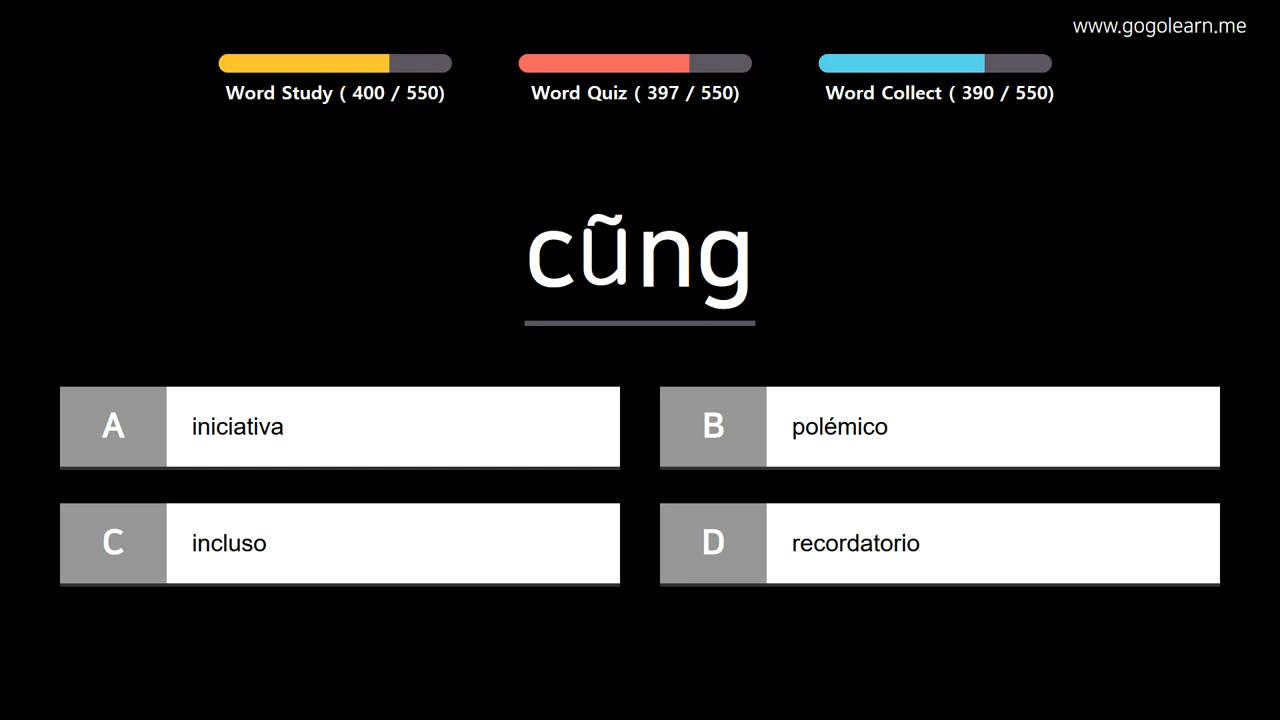 www.gogolearn.me
Word Study ( 400 / 550)
Word Quiz ( 397 / 550)
Word Collect ( 390 / 550)
cũng
A iniciativa
B polémico
C incluso
D recordatorio